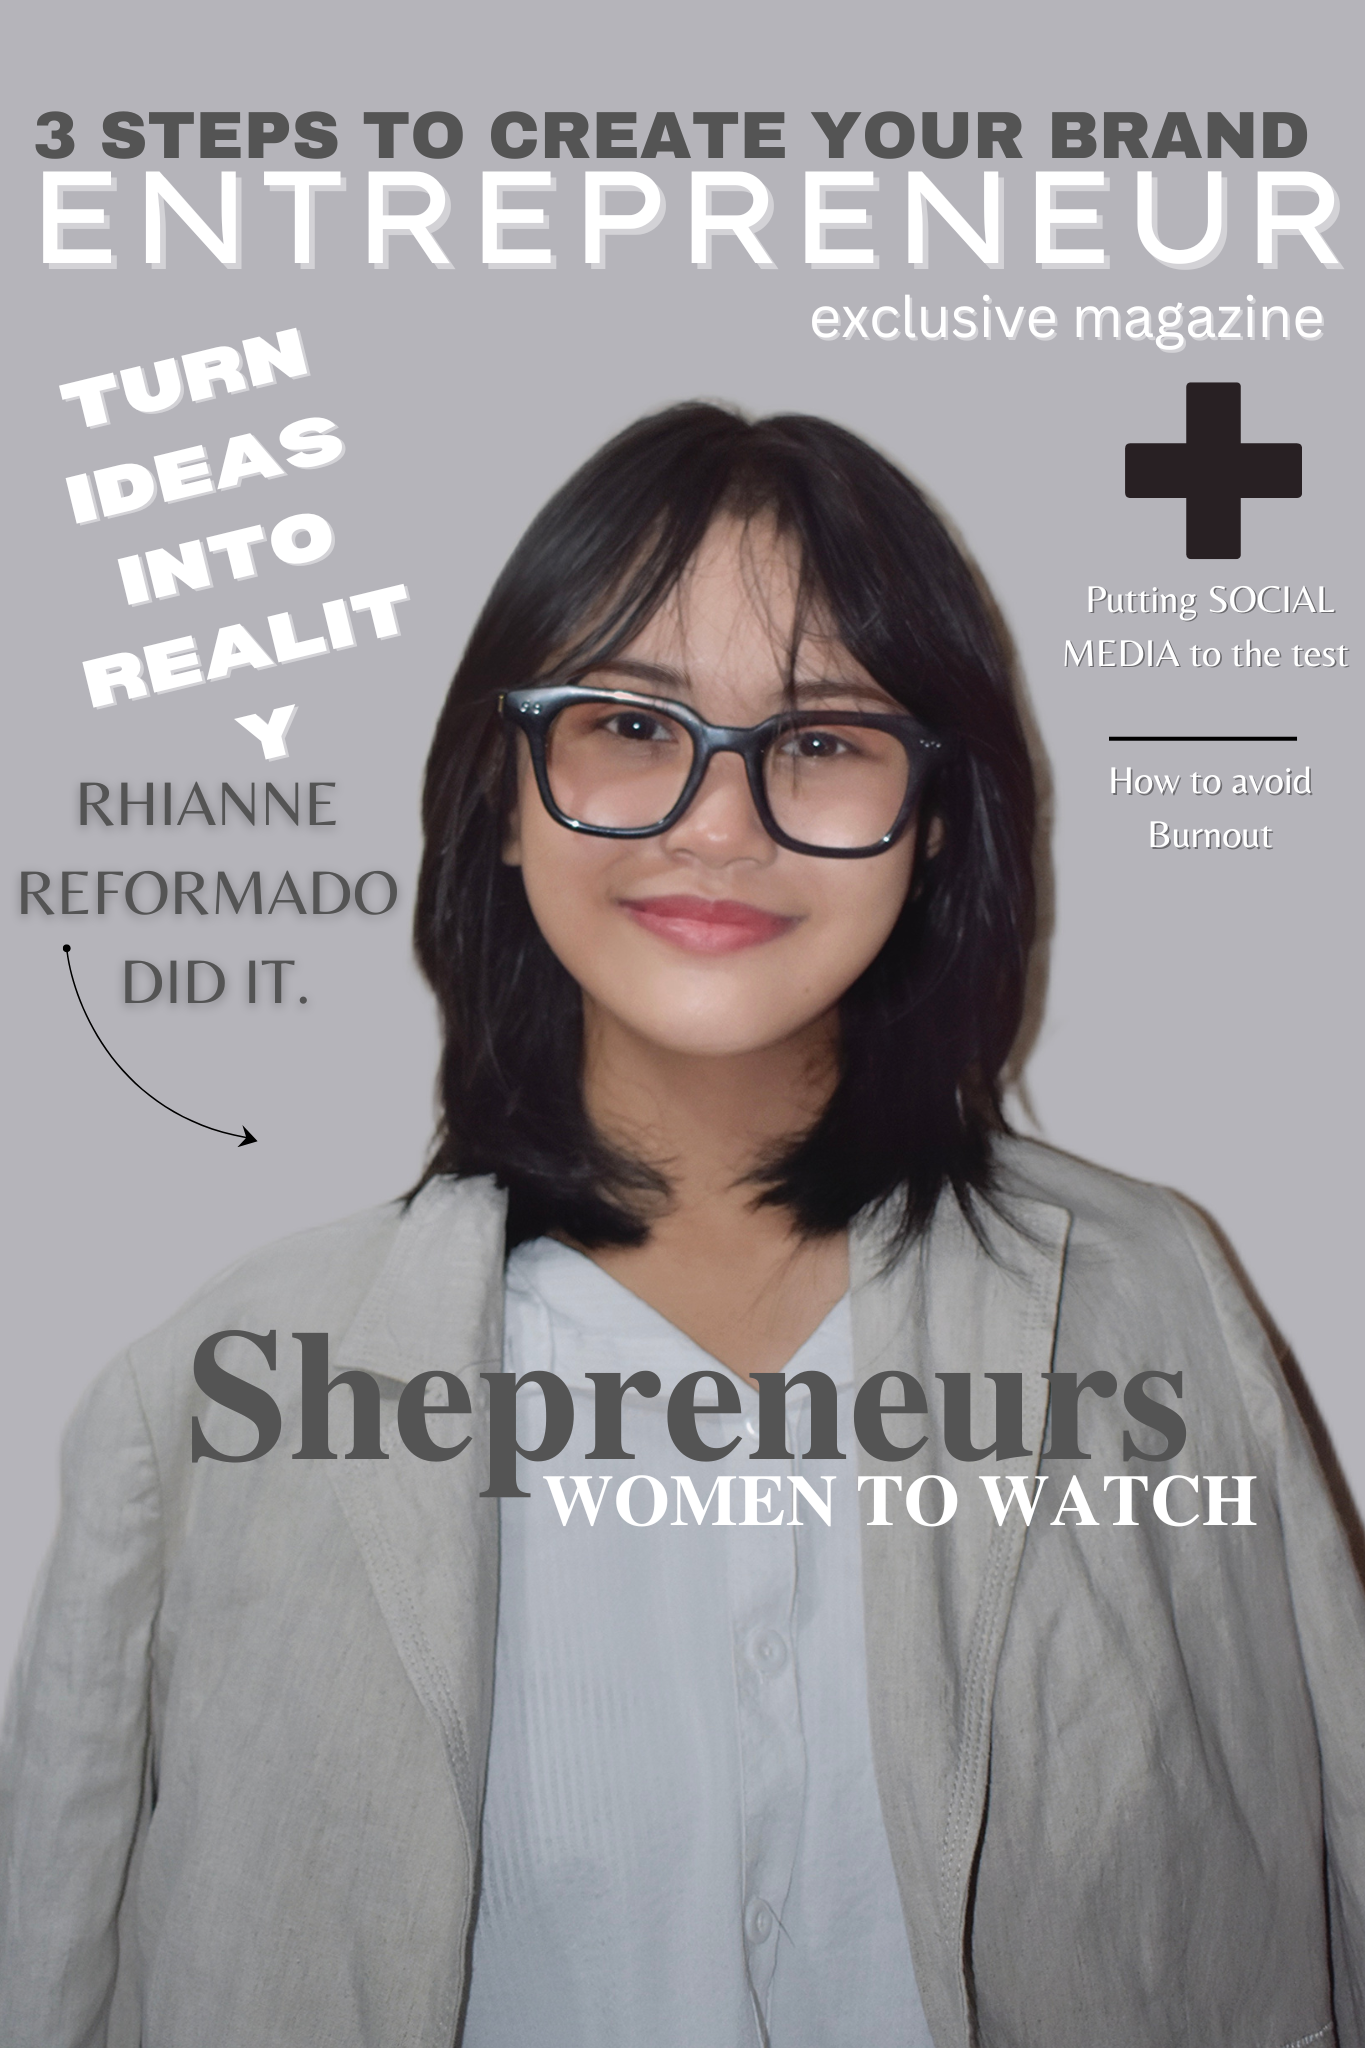 3 STEPS TO CREATE YOUR BRAND
ENTREPRENEUR
exclusive magazine
TURN
IDEAS
INTO
REALIT
Y
RHIANNE
REFORMADO
DID IT.
Putting SOCIAL
MEDIA to the test
How to avoid
Burnout
Shepreneurs
WOMEN TO WATCH